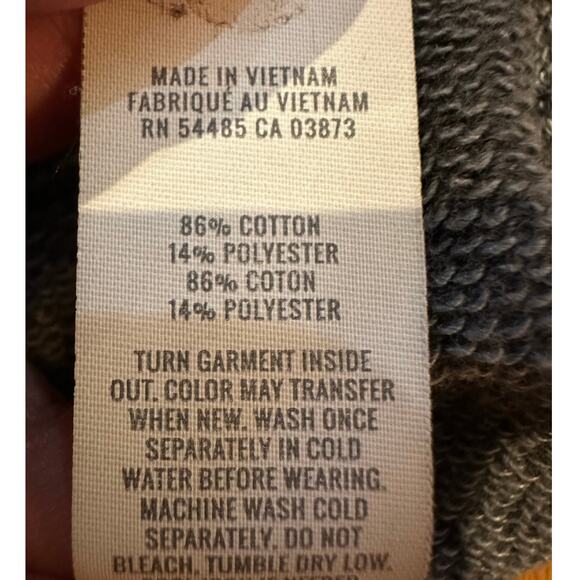 MADE IN VIETNAM
FABRIQUÉ AU VIETNAM
RN 54485 CA 03873
86% COTTON
14% POLYESTER
86% COTON
14% POLYESTER
TURN GARMENT INSIDE
OUT. COLOR MAY TRANSFER
WHEN NEW. WASH ONCE
SEPARATELY IN COLD
WATER BEFORE WEARING.
MACHINE WASH COLD
SEPARATELY. DO NOT
BLEACH. TUMBLE DRY LOW.